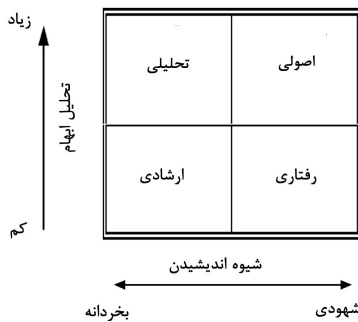 زیاد
تحلیل ابهام
کم
اصولی
تحلیلی
رفتاری
ارشادی
شیوه اندیشیدن
شهودی
بخردانه